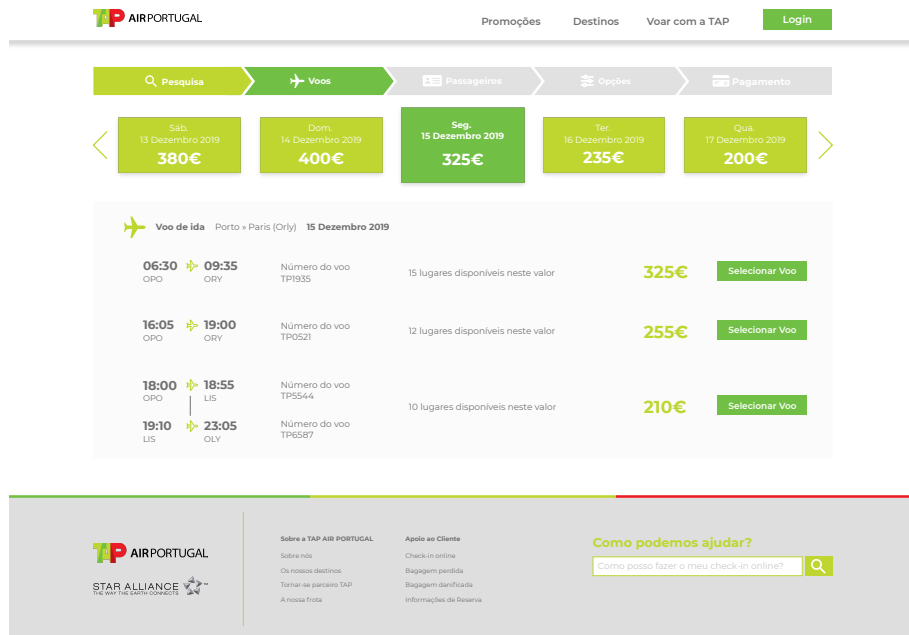 TAP AIRPORTUGAL
Promoções Destinos Voar com a TAP Login
Pesquisa Voos Passageiros Opções Pagamento
Sáb. Dom. Seg. Ter. Qua.
13 Dezembro 2019 14 Dezembro 2019 15 Dezembro 2019 16 Dezembro 2019 17 Dezembro 2019
380€ 400€ 325€ 235€ 200€
Voo de ida Porto » Paris (Orly) 15 Dezembro 2019
06:30 09:35 Número do voo
OPO ORY TP1935
15 lugares disponíveis neste valor 325€ Selecionar Voo
16:05 19:00 Número do voo
OPO ORY TP0521
12 lugares disponíveis neste valor 255€ Selecionar Voo
18:00 18:55 Número do voo
OPO LIS TP5544
10 lugares disponíveis neste valor 210€ Selecionar Voo
19:10 23:05 Número do voo
LIS OLY TP6587
TAP AIRPORTUGAL
STAR ALLIANCE
THE WAY THE EARTH CONNECTS
Sobre a TAP AIR PORTUGAL
Sobre nós
Os nossos destinos
Tornar-se parceiro TAP
A nossa frota
Apoio ao Cliente
Check-in online
Bagagem perdida
Bagagem danificada
Informações de Reserva
Como podemos ajudar?
Como posso fazer o meu check-in online?